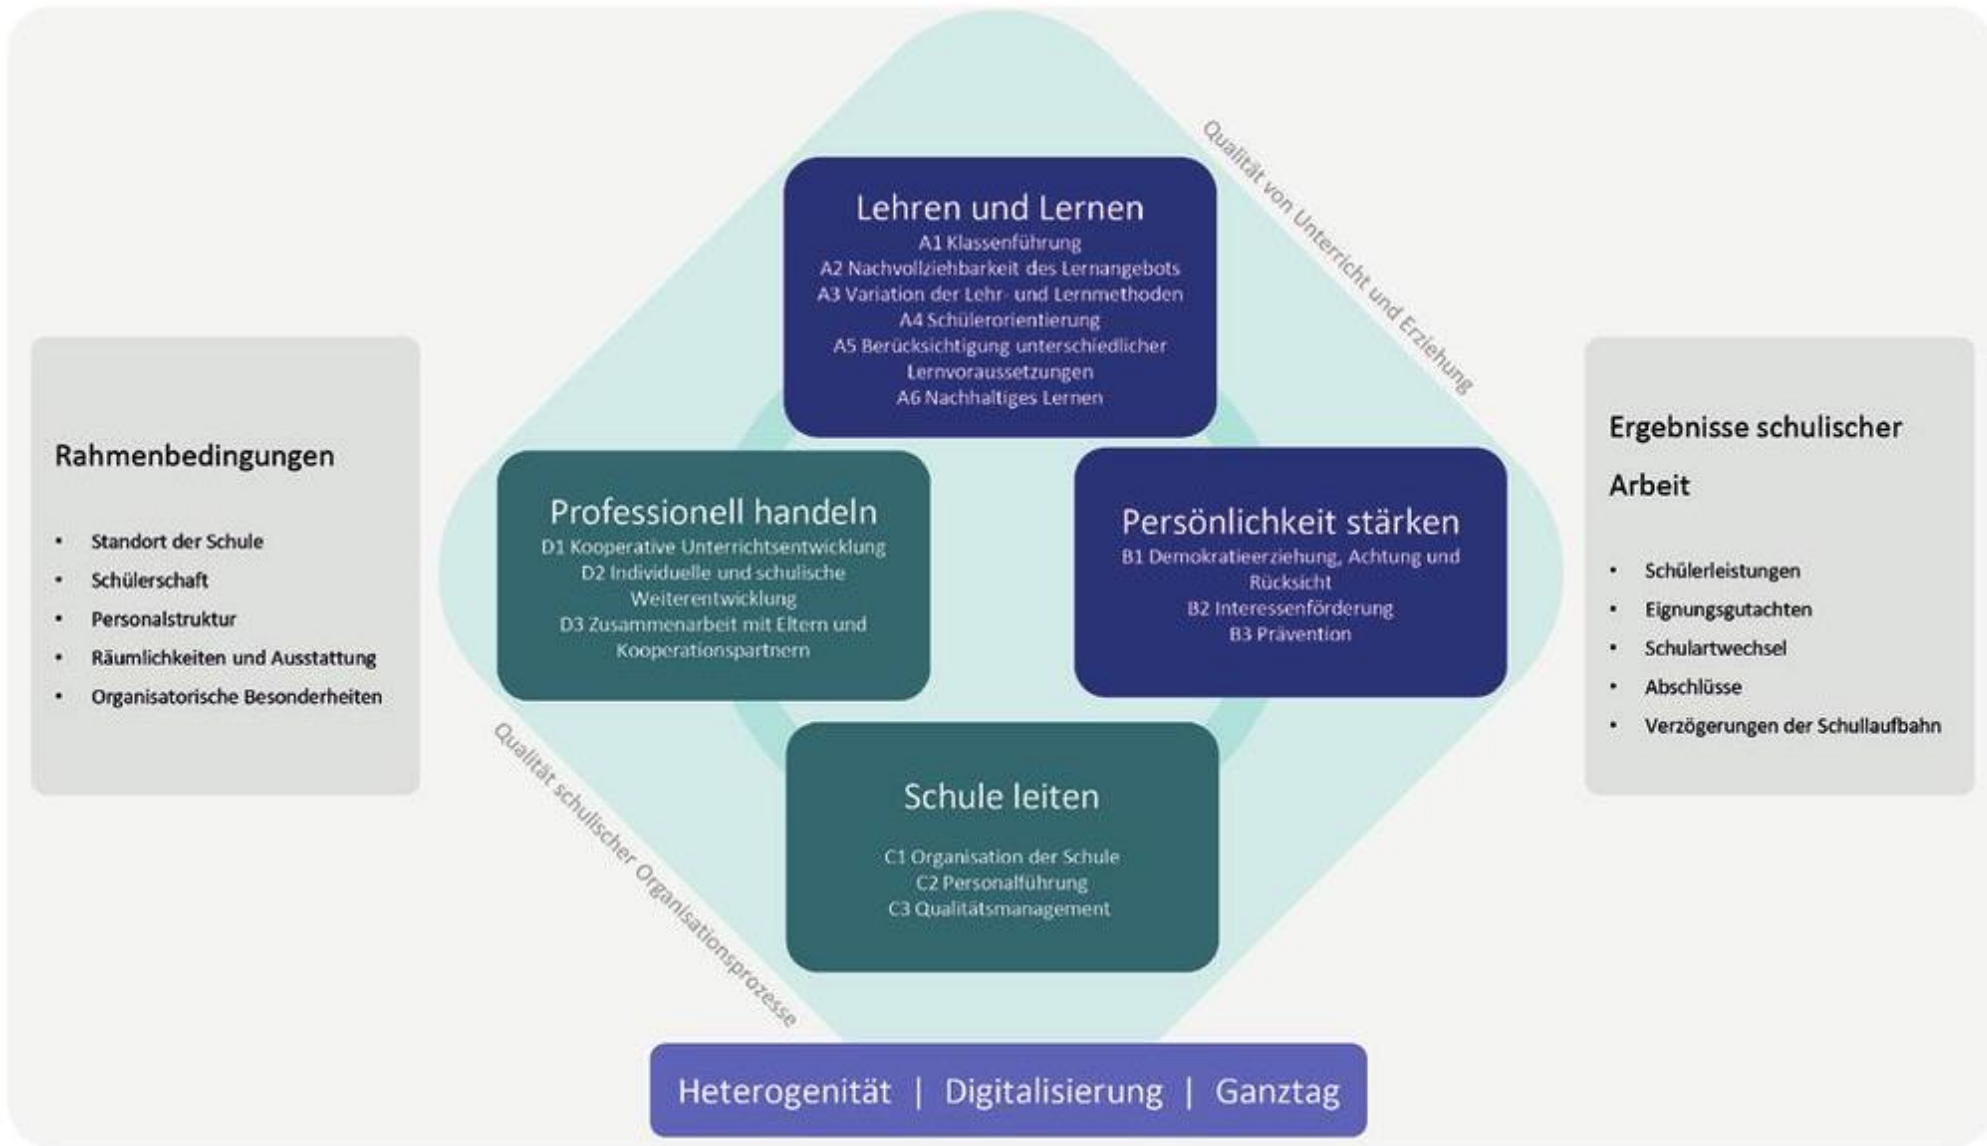 Qualität von Unterricht und Erziehung
Lehren und Lernen
A1 Klassenführung
A2 Nachvollziehbarkeit des Lernangebots
A3 Variation der Lehr- und Lernmethoden
A4 Schülerorientierung
A5 Berücksichtigung unterschiedlicher
Lernvoraussetzungen
A6 Nachhaltiges Lernen
Rahmenbedingungen
• Standort der Schule
• Schülerschaft
• Personalstruktur
• Räumlichkeiten und Ausstattung
• Organisatorische Besonderheiten
Professionell handeln
D1 Kooperative Unterrichtsentwicklung
D2 Individuelle und schulische
Weiterentwicklung
D3 Zusammenarbeit mit Eltern und
Kooperationspartnern
Persönlichkeit stärken
B1 Demokratieerziehung, Achtung und
Rücksicht
B2 Interessenförderung
B3 Prävention
Ergebnisse schulischer
Arbeit
• Schülerleistungen
• Eignungsgutachten
• Schulartwechsel
• Abschlüsse
• Verzögerungen der Schullaufbahn
Qualität schulischer Organisationsprozesse
Schule leiten
C1 Organisation der Schule
C2 Personalführung
C3 Qualitätsmanagement
Heterogenität | Digitalisierung | Ganztag